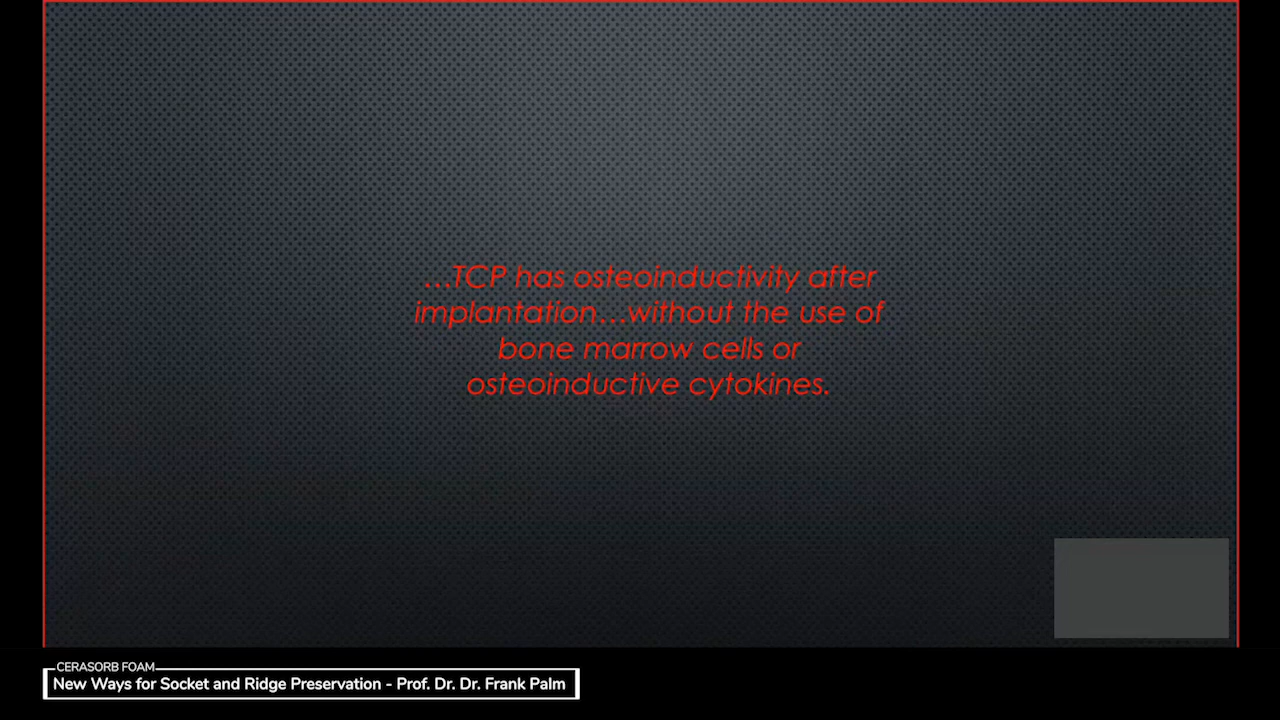 ...TCP has osteoinductivity after
implantation...without the use of
bone marrow cells or
osteoinductive cytokines.
CERASORB FOAM
New Ways for Socket and Ridge Preservation - Prof. Dr. Dr. Frank Palm